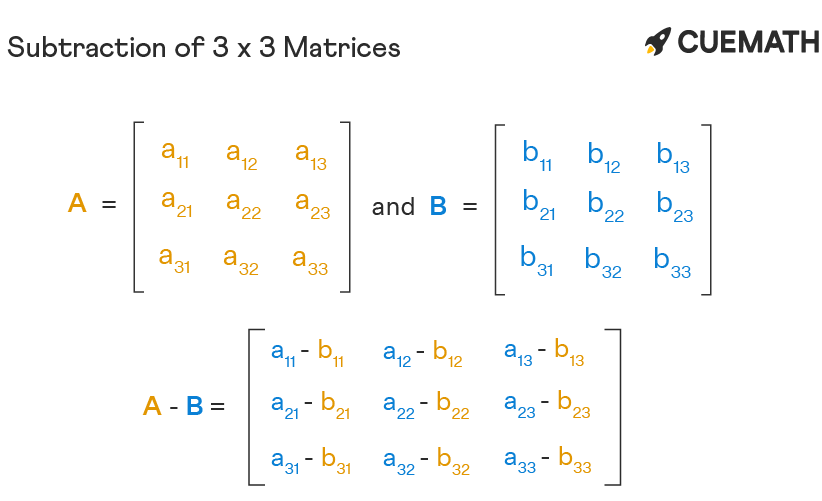 Subtraction of 3 x 3 Matrices
CUEMATH
a11 a12 a13 b11 b12 b13
A = a21 a22 a23 and B = b21 b22 b23
a31 a32 a33 b31 b32 b33
a11 - b11 a12 - b12 a13 - b13
A - B = a21 - b21 a22 - b22 a23 - b23
a31 - b31 a32 - b32 a33 - b33